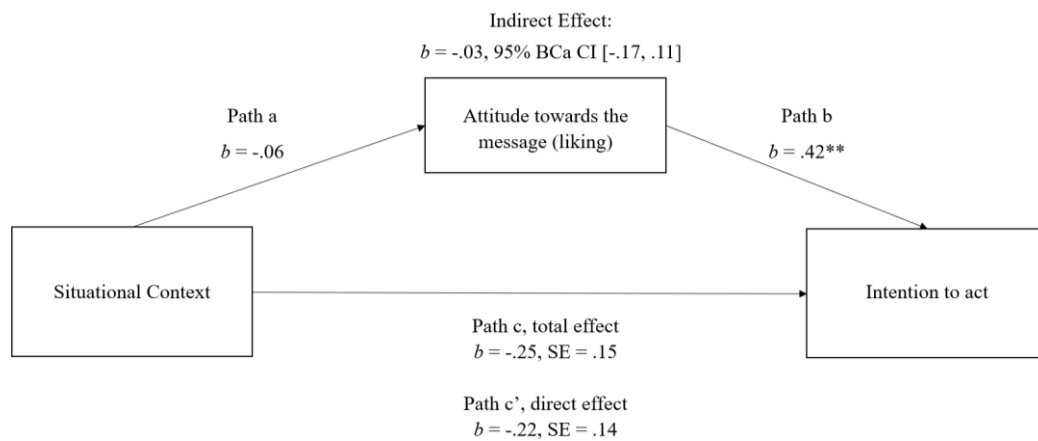 Indirect Effect:
b = -.03, 95% BCa CI [-.17, .11]
Path a
b = -.06
Attitude towards the
message (liking)
Path b
b = .42**
Situational Context
Intention to act
Path c, total effect
b = -.25, SE = .15
Path c’, direct effect
b = -.22, SE = .14